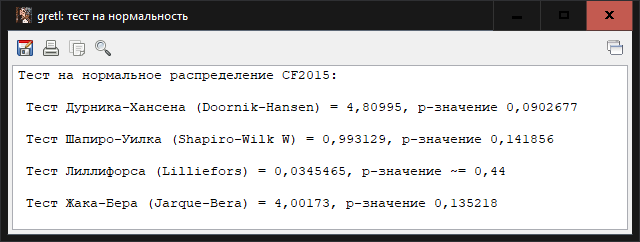 gretl: тест на нормальность
Тест на нормальное распределение CF2015:
Тест Дурника-Хансена (Doornik-Hansen) = 4,80995, p-значение 0,0902677
Тест Шапиро-Уилка (Shapiro-Wilk W) = 0,993129, p-значение 0,141856
Тест Лиллифорса (Lilliefors) = 0,0345465, p-значение ~= 0,44
Тест Жака-Бера (Jarque-Bera) = 4,00173, p-значение 0,135218